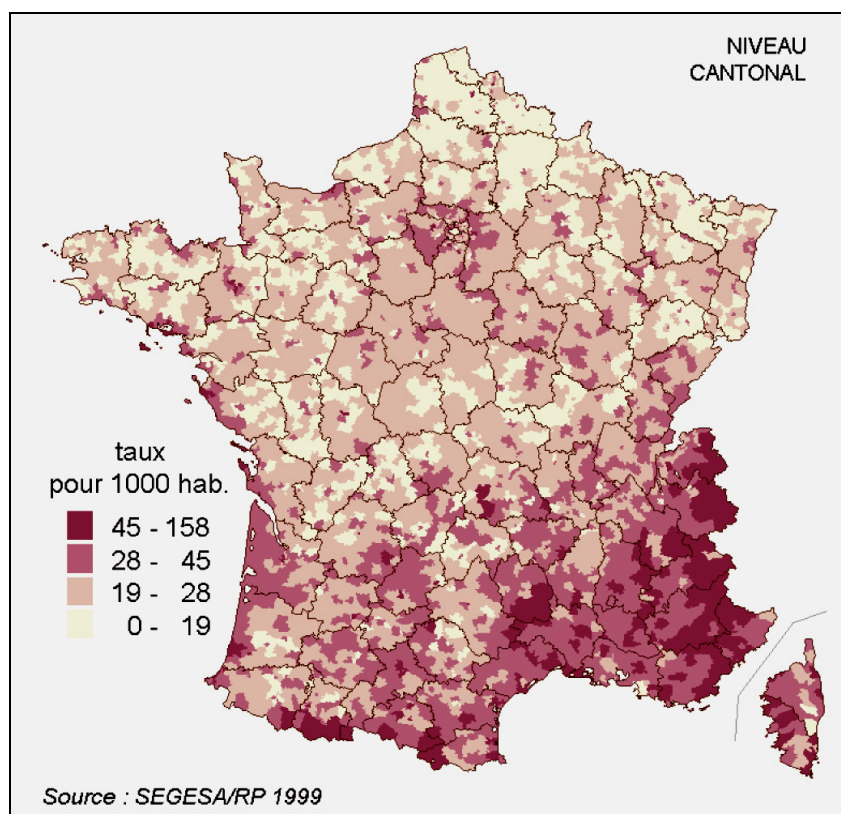 NIVEAU
CANTONAL
taux
pour 1000 hab.
45 - 158
28 - 45
19 - 28
0 - 19
Source : SEGESA/RP 1999